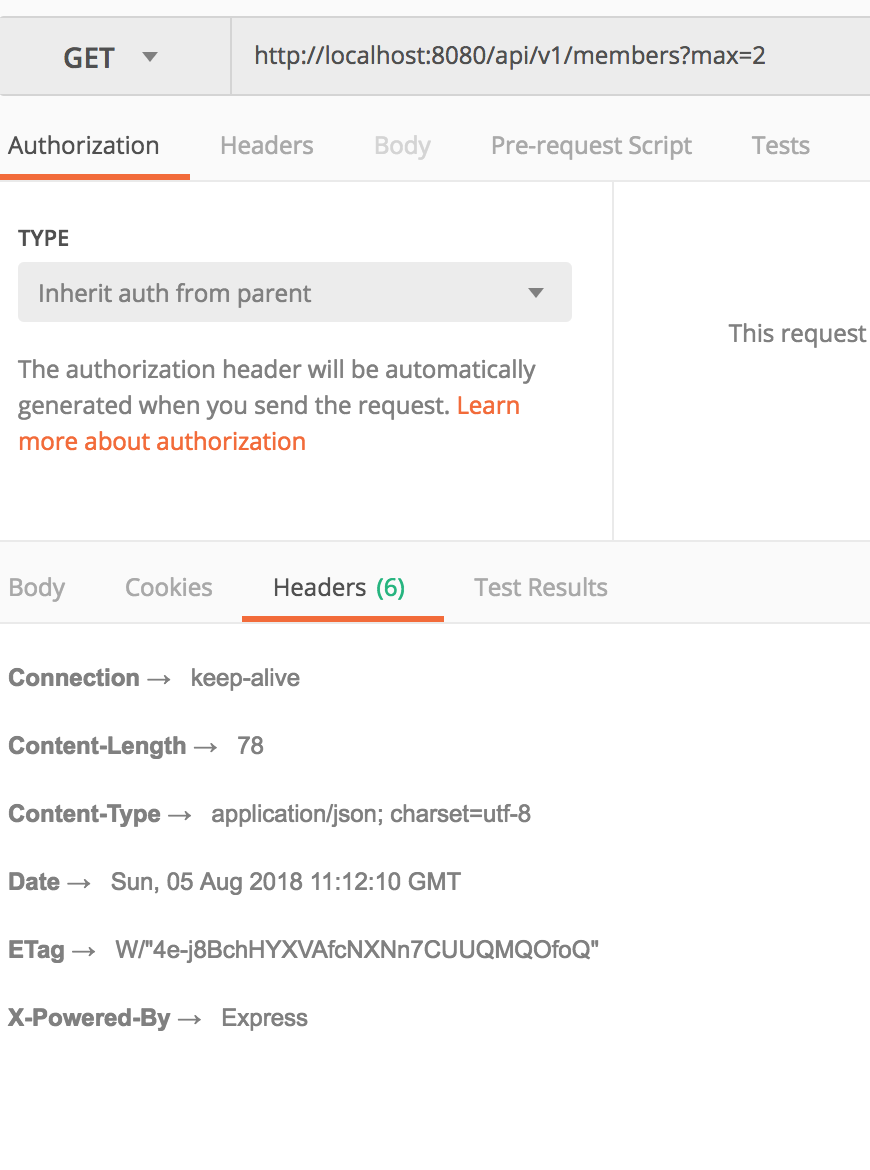 GET http://localhost:8080/api/v1/members?max=2
Authorization Headers Body Pre-request Script Tests
TYPE
Inherit auth from parent
This request
The authorization header will be automatically
generated when you send the request. Learn
more about authorization
Body Cookies Headers (6) Test Results
Connection → keep-alive
Content-Length → 78
Content-Type → application/json; charset=utf-8
Date → Sun, 05 Aug 2018 11:12:10 GMT
ETag → W/"4e-j8BchHYXVAfcNXNn7CUUQMQOfoQ"
X-Powered-By → Express